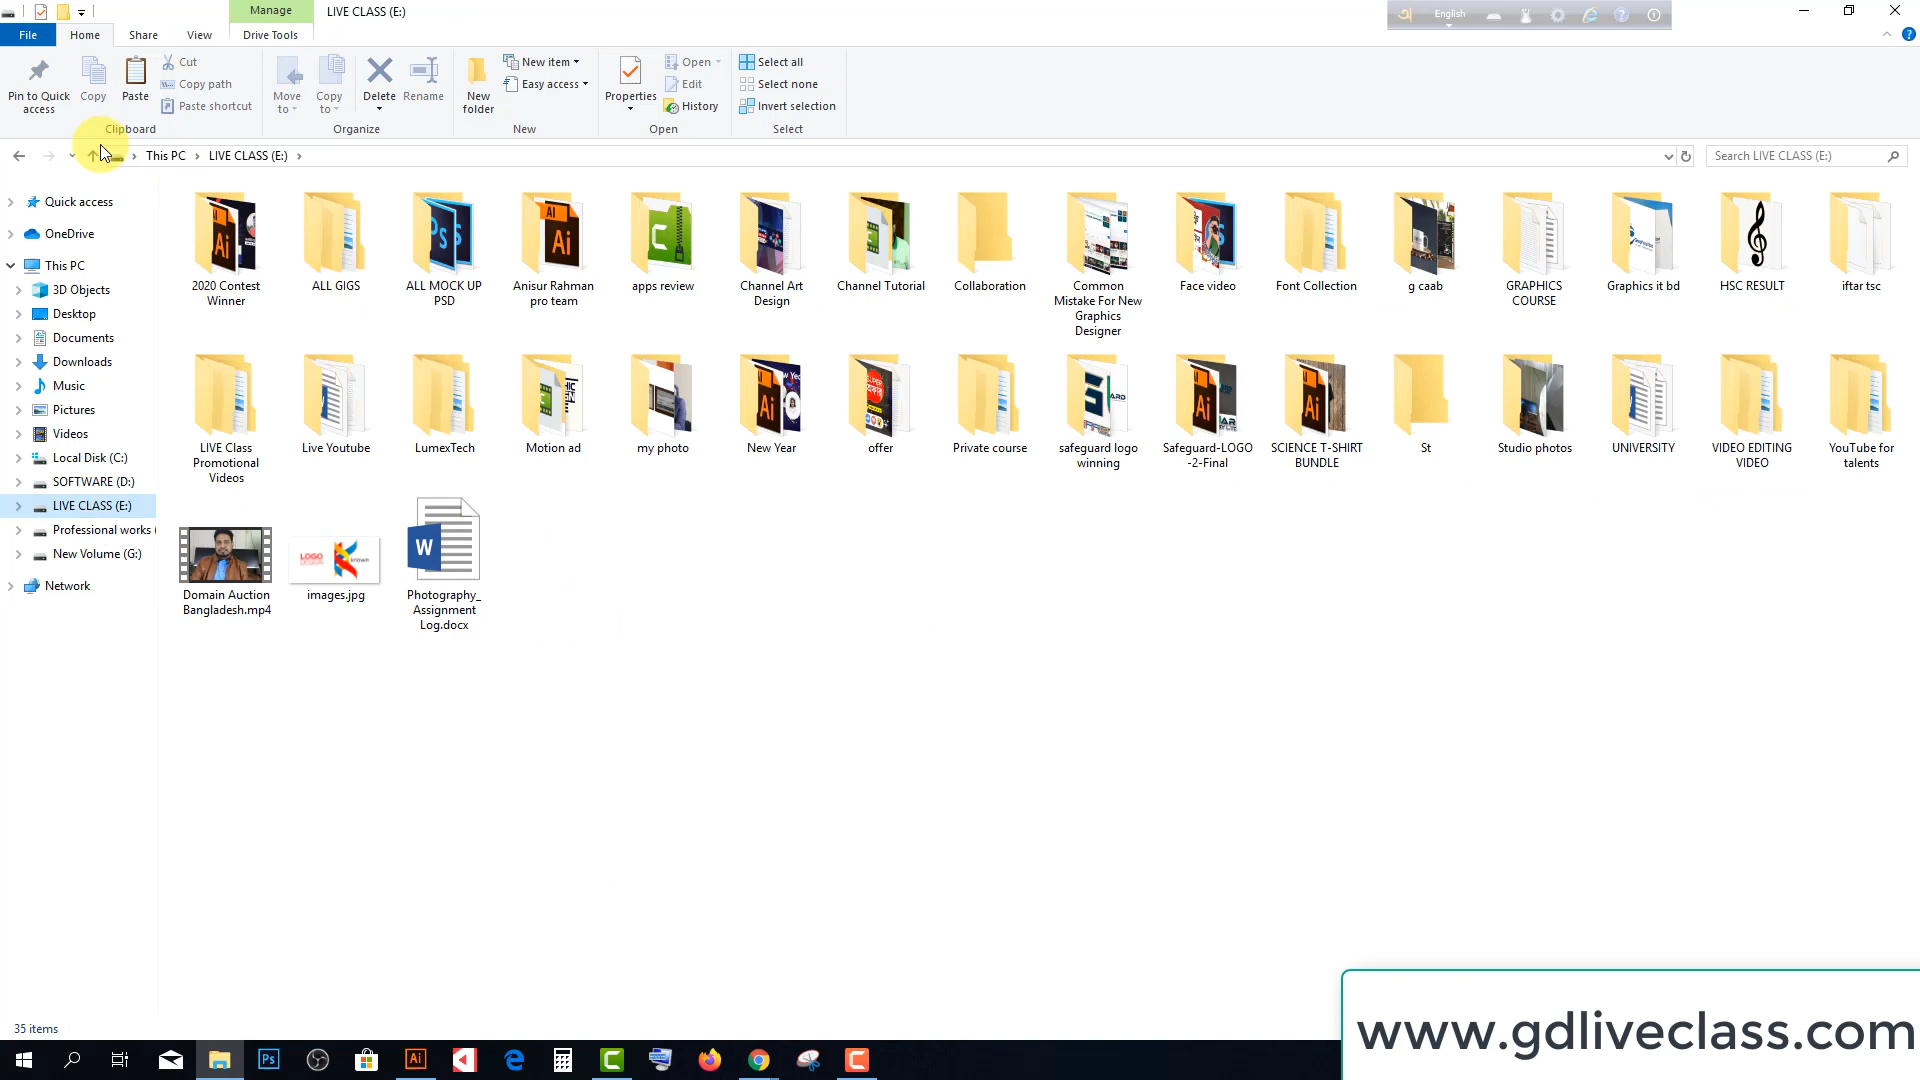 Manage
LIVE CLASS (E:)
English
File
Home
Share
View
Drive Tools
Pin to Quick
access
Copy
Paste
Cut
Copy path
Paste shortcut
Clipboard
Move
to
Copy
to
Delete
Rename
Organize
New
folder
New item
Easy access
New
Properties
Open
Edit
History
Open
Select all
Select none
Invert selection
Select
This PC
LIVE CLASS (E:)
Search LIVE CLASS (E:)
Quick access
OneDrive
This PC
3D Objects
Desktop
Documents
Downloads
Music
Pictures
Videos
Local Disk (C:)
SOFTWARE (D:)
LIVE CLASS (E:)
Professional works (
New Volume (G:)
Network
2020 Contest
Winner
ALL GIGS
ALL MOCK UP
PSD
Anisur Rahman
pro team
apps review
Channel Art
Design
Channel Tutorial
Collaboration
Common
Mistake For New
Graphics
Designer
Face video
Font Collection
g caab
GRAPHICS
COURSE
Graphics it bd
HSC RESULT
iftar tsc
LIVE Class
Promotional
Videos
Live Youtube
LumexTech
Motion ad
my photo
New Year
offer
Private course
safeguard logo
winning
Safeguard-LOGO
-2-Final
SCIENCE T-SHIRT
BUNDLE
St
Studio photos
UNIVERSITY
VIDEO EDITING
VIDEO
YouTube for
talents
LOGO
known
Domain Auction
Bangladesh.mp4
images.jpg
Photography_
Assignment
Log.docx
35 items
www.gdliveclass.com